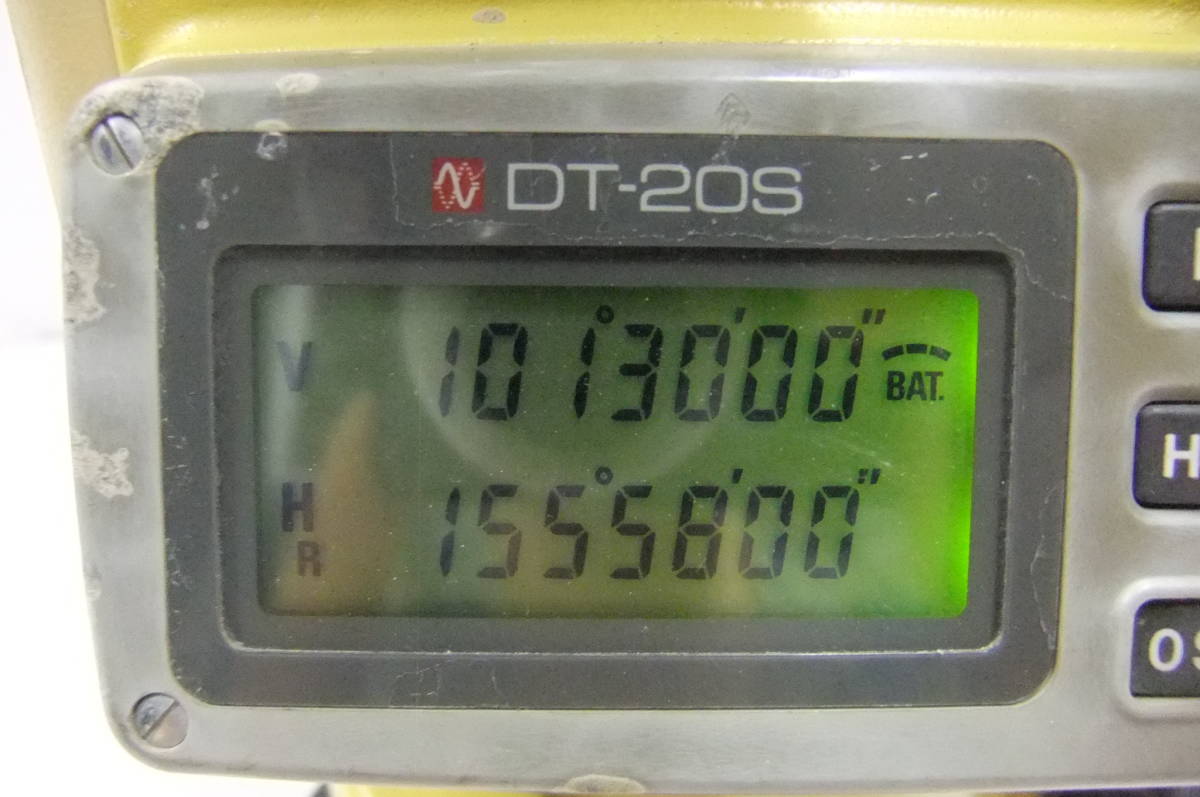 DT-20S
V 101°30'00" BAT.
H 155°58'00"
R
H
OS